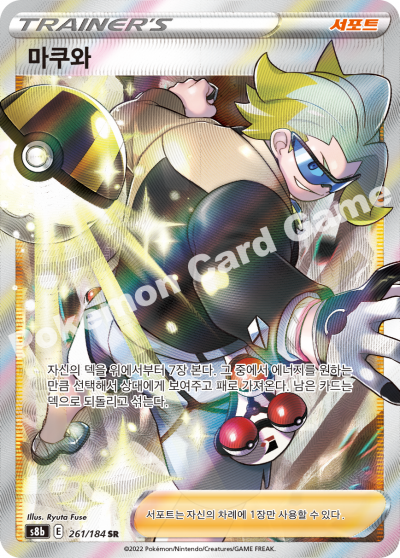 TRAINER'S 서포트
마쿠와
Pokémon Card Game
자신의 덱을 위에서부터 7장 본다. 그 중에서 에너지를 원하는
만큼 선택해서 상대에게 보여주고 패로 가져온다. 남은 카드는
덱으로 되돌리고 섞는다.
Illus. Ryuta Fuse
s8b E 261/184 SR
서포트는 자신의 차례에 1장만 사용할 수 있다.
©2022 Pokémon/Nintendo/Creatures/GAME FREAK.